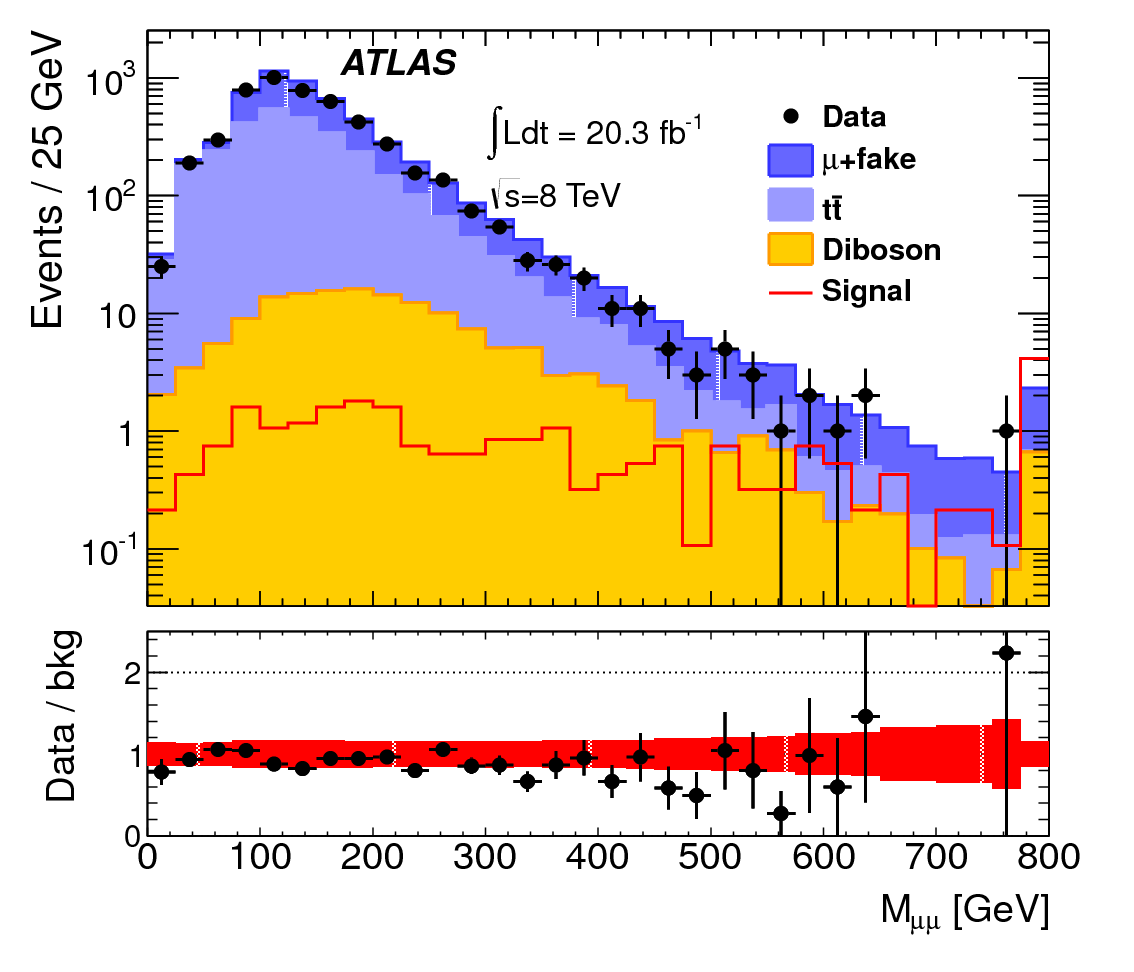 ATLAS
∫Ldt = 20.3 fb⁻¹
√s=8 TeV
Data
μ+fake
tt̄
Diboson
Signal
Events / 25 GeV
10³
10²
10
1
10⁻¹
Data / bkg
2
1
0
0 100 200 300 400 500 600 700 800
M_μμ [GeV]